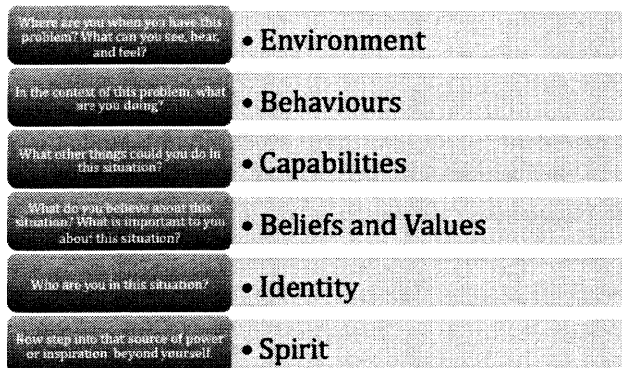 Where are you when you have this
problem? What can you see, hear,
and feel?
• Environment
In the context of this problem, what
are you doing?
• Behaviours
What other things could you do in
this situation?
• Capabilities
What do you believe about this
situation? What is important to you
about this situation?
• Beliefs and Values
Who are you in this situation?
• Identity
Now step into that source of power
or inspiration beyond yourself
• Spirit